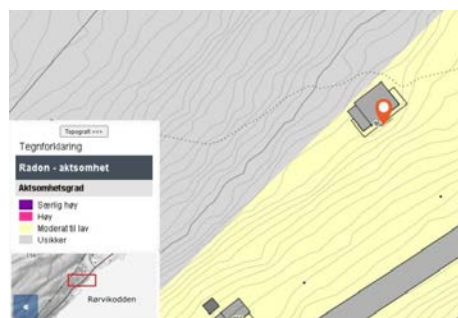 Topografi >>>
Tegnforklaring
Radon - aktsomhet
Aktsomhetsgrad
Særlig høy
Høy
Moderat til lav
Usikker
Rørvikodden